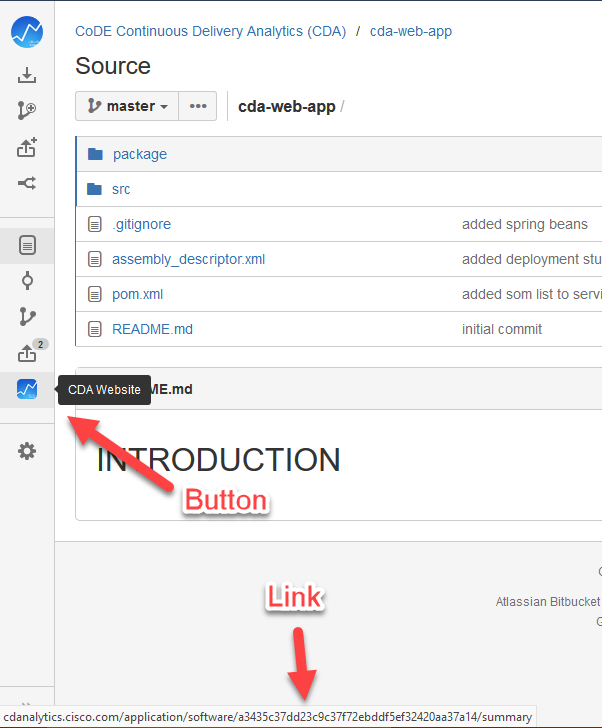 CoDE Continuous Delivery Analytics (CDA) / cda-web-app
Source
master ••• cda-web-app /
package
src
.gitignore added spring beans
assembly_descriptor.xml added deployment stu
pom.xml added som list to servi
README.md initial commit
2
CDA Website ME.md
INTRODUCTION
Button
Link
Atlassian Bitbucket
cdanalytics.cisco.com/application/software/a3435c37dd23c9c37f72ebddf5ef32420aa37a14/summary